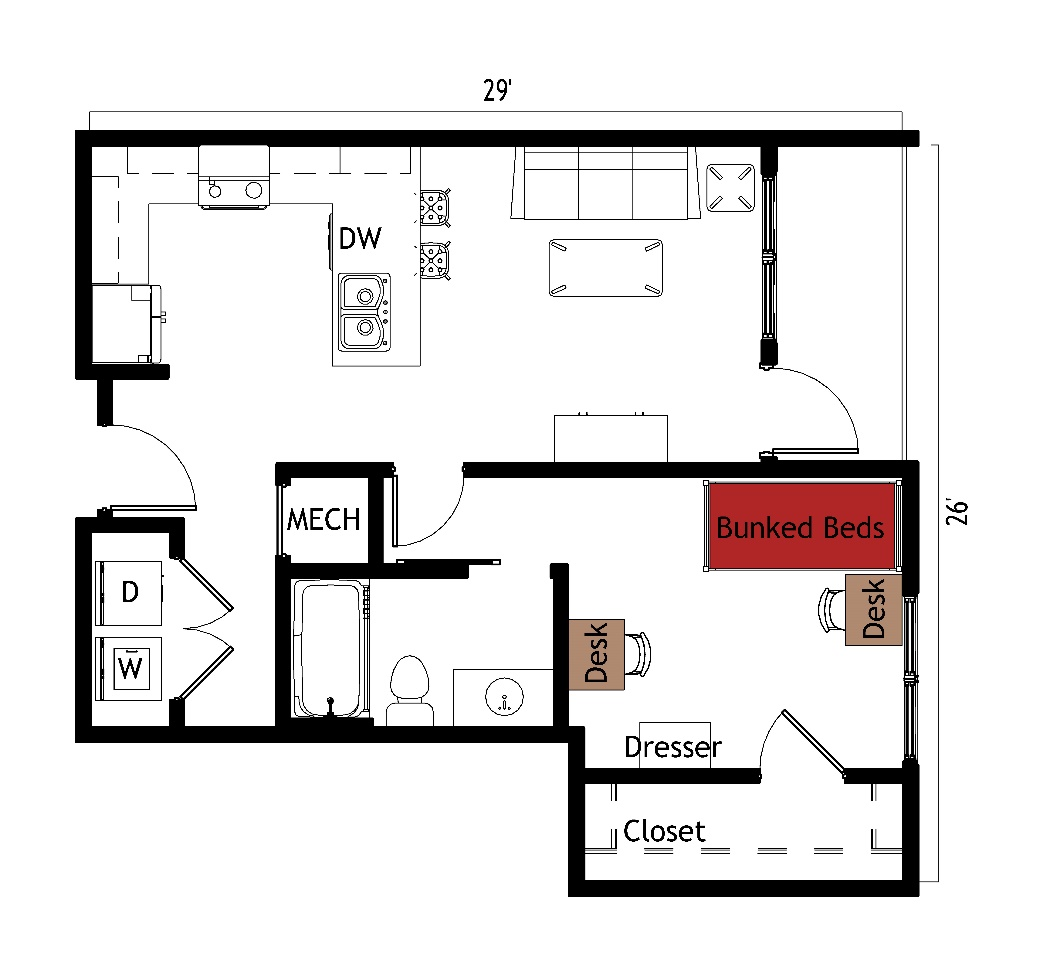 29'
DW
MECH
26'
Bunked Beds
D
Desk
Desk
W
Dresser
Closet